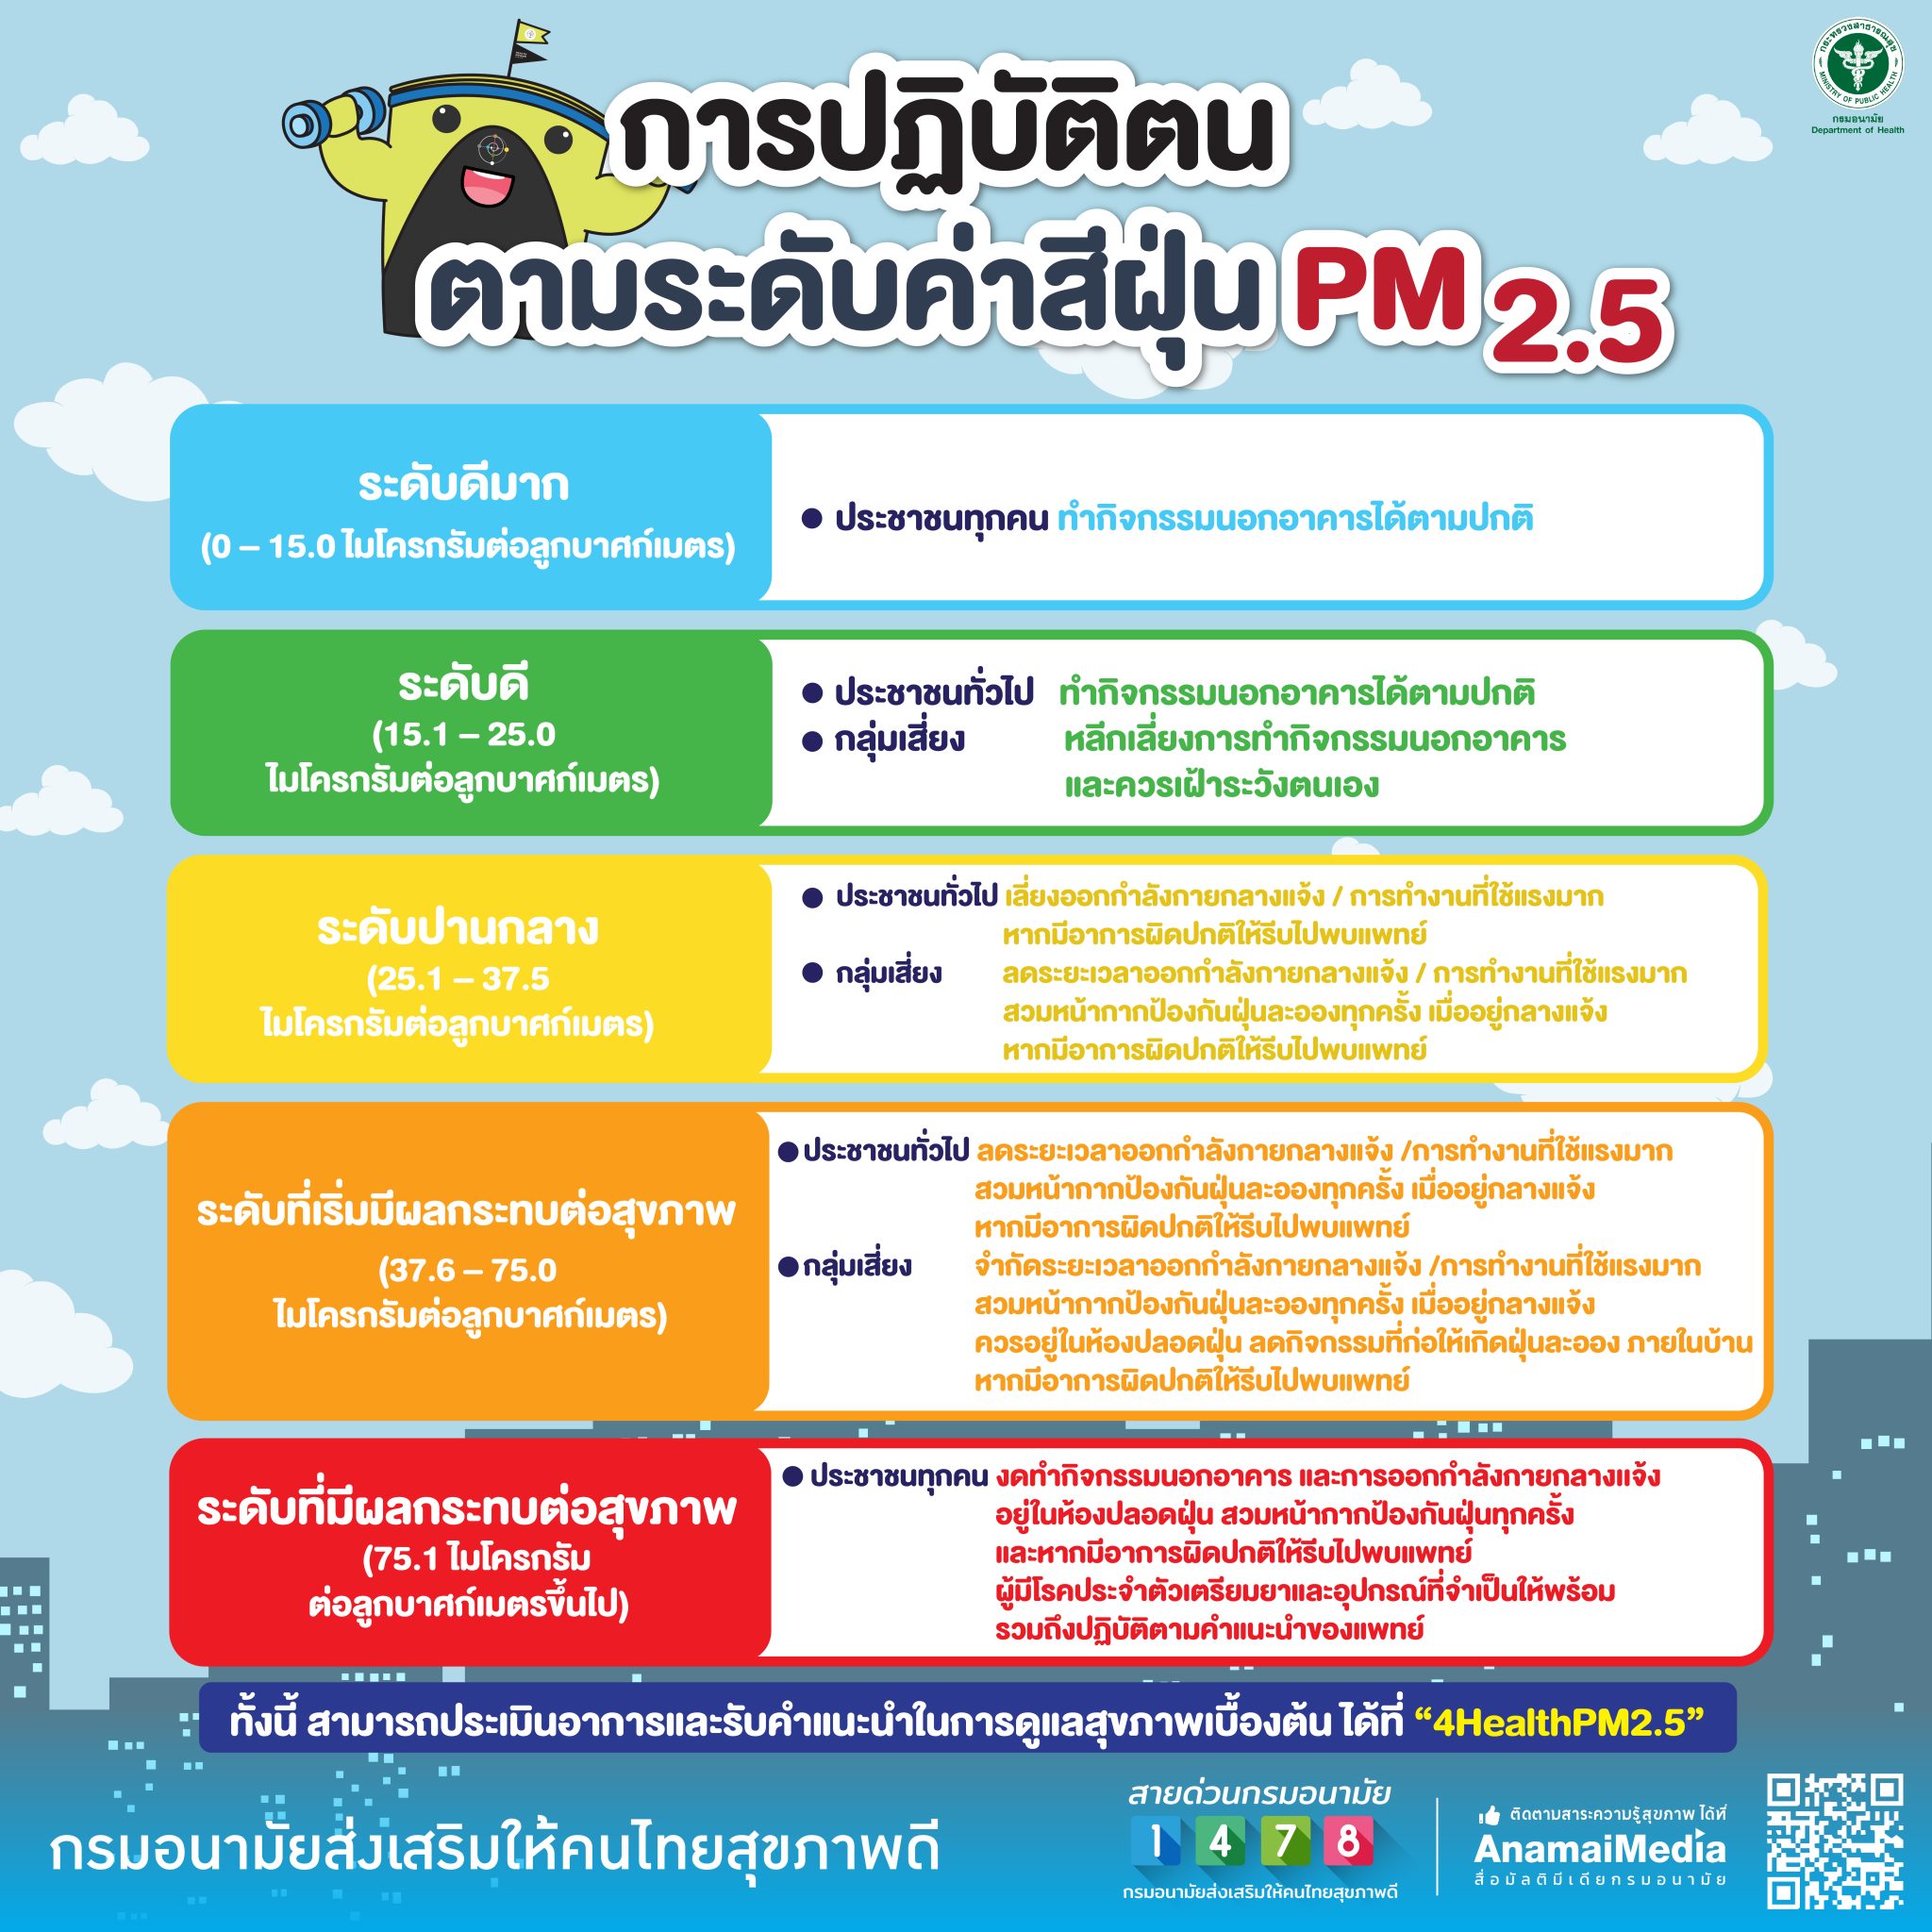 กระทรวงสาธารณสุข
MINISTRY OF PUBLIC HEALTH
กรมอนามัย
Department of Health
การปฏิบัติตน
ตามระดับค่าสีฝุ่น PM 2.5
ระดับดีมาก
(0 – 15.0 ไมโครกรัมต่อลูกบาศก์เมตร)
● ประชาชนทุกคน ทำกิจกรรมนอกอาคารได้ตามปกติ
ระดับดี
(15.1 – 25.0
ไมโครกรัมต่อลูกบาศก์เมตร)
● ประชาชนทั่วไป ทำกิจกรรมนอกอาคารได้ตามปกติ
● กลุ่มเสี่ยง หลีกเลี่ยงการทำกิจกรรมนอกอาคาร
และควรเฝ้าระวังตนเอง
ระดับปานกลาง
(25.1 – 37.5
ไมโครกรัมต่อลูกบาศก์เมตร)
● ประชาชนทั่วไป เลี่ยงออกกำลังกายกลางแจ้ง / การทำงานที่ใช้แรงมาก
หากมีอาการผิดปกติให้รีบไปพบแพทย์
● กลุ่มเสี่ยง ลดระยะเวลาออกกำลังกายกลางแจ้ง / การทำงานที่ใช้แรงมาก
สวมหน้ากากป้องกันฝุ่นละอองทุกครั้ง เมื่ออยู่กลางแจ้ง
หากมีอาการผิดปกติให้รีบไปพบแพทย์
ระดับที่เริ่มมีผลกระทบต่อสุขภาพ
(37.6 – 75.0
ไมโครกรัมต่อลูกบาศก์เมตร)
● ประชาชนทั่วไป ลดระยะเวลาออกกำลังกายกลางแจ้ง /การทำงานที่ใช้แรงมาก
สวมหน้ากากป้องกันฝุ่นละอองทุกครั้ง เมื่ออยู่กลางแจ้ง
หากมีอาการผิดปกติให้รีบไปพบแพทย์
● กลุ่มเสี่ยง จำกัดระยะเวลาออกกำลังกายกลางแจ้ง /การทำงานที่ใช้แรงมาก
สวมหน้ากากป้องกันฝุ่นละอองทุกครั้ง เมื่ออยู่กลางแจ้ง
ควรอยู่ในห้องปลอดฝุ่น ลดกิจกรรมที่ก่อให้เกิดฝุ่นละออง ภายในบ้าน
หากมีอาการผิดปกติให้รีบไปพบแพทย์
ระดับที่มีผลกระทบต่อสุขภาพ
(75.1 ไมโครกรัม
ต่อลูกบาศก์เมตรขึ้นไป)
● ประชาชนทุกคน งดทำกิจกรรมนอกอาคาร และการออกกำลังกายกลางแจ้ง
อยู่ในห้องปลอดฝุ่น สวมหน้ากากป้องกันฝุ่นทุกครั้ง
และหากมีอาการผิดปกติให้รีบไปพบแพทย์
ผู้มีโรคประจำตัวเตรียมยาและอุปกรณ์ที่จำเป็นให้พร้อม
รวมถึงปฏิบัติตามคำแนะนำของแพทย์
ทั้งนี้ สามารถประเมินอาการและรับคำแนะนำในการดูแลสุขภาพเบื้องต้น ได้ที่ “4HealthPM2.5”
กรมอนามัยส่งเสริมให้คนไทยสุขภาพดี
สายด่วนกรมอนามัย
1 4 7 8
กรมอนามัยส่งเสริมให้คนไทยสุขภาพดี
ติดตามสาระความรู้สุขภาพ ได้ที่
AnamaiMedia
สื่อมัลติมีเดียกรมอนามัย